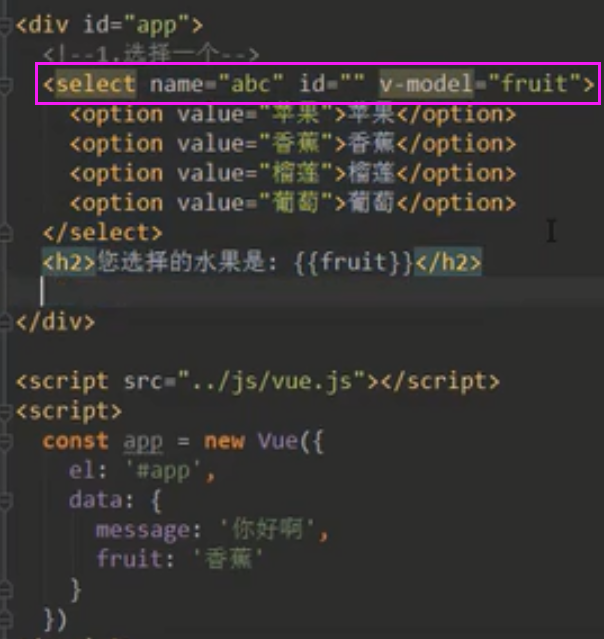 <div id="app">
<!--1.选择一个-->
<select name="abc" id="" v-model="fruit">
<option value="苹果">苹果</option>
<option value="香蕉">香蕉</option>
<option value="榴莲">榴莲</option>
<option value="葡萄">葡萄</option>
</select>
<h2>您选择的水果是: {{fruit}}</h2>
</div>
<script src="../js/vue.js"></script>
<script>
const app = new Vue({
el: '#app',
data: {
message: '你好啊',
fruit: '香蕉'
}
})